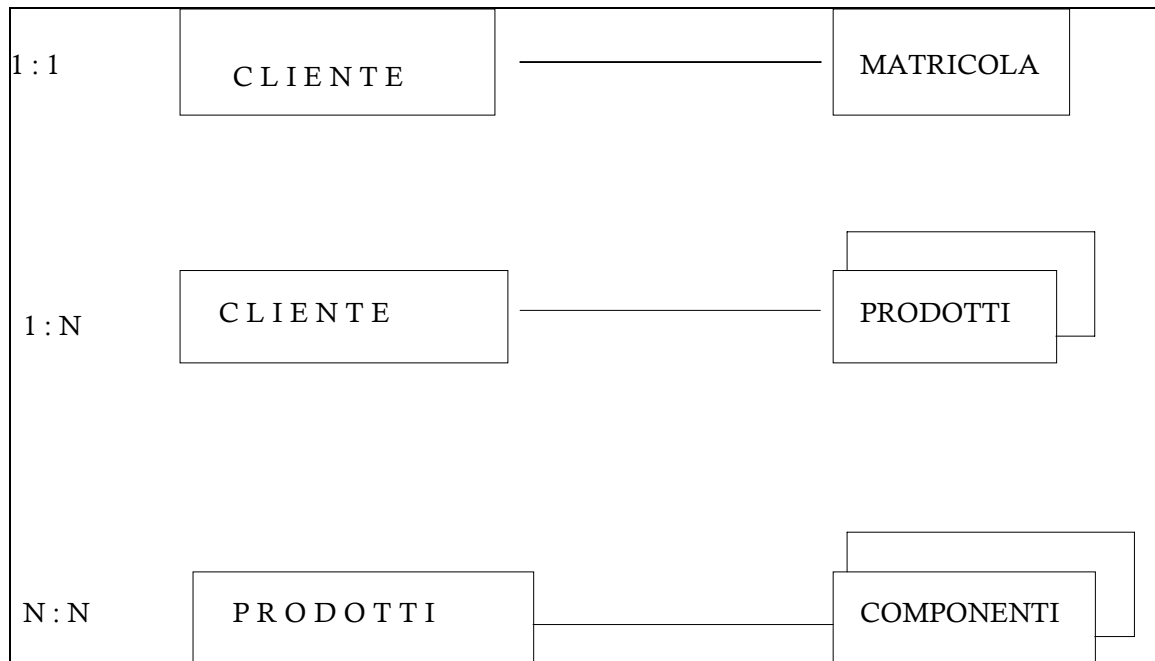 1 : 1 C L I E N T E MATRICOLA
1 : N C L I E N T E PRODOTTI
N : N P R O D O T T I COMPONENTI